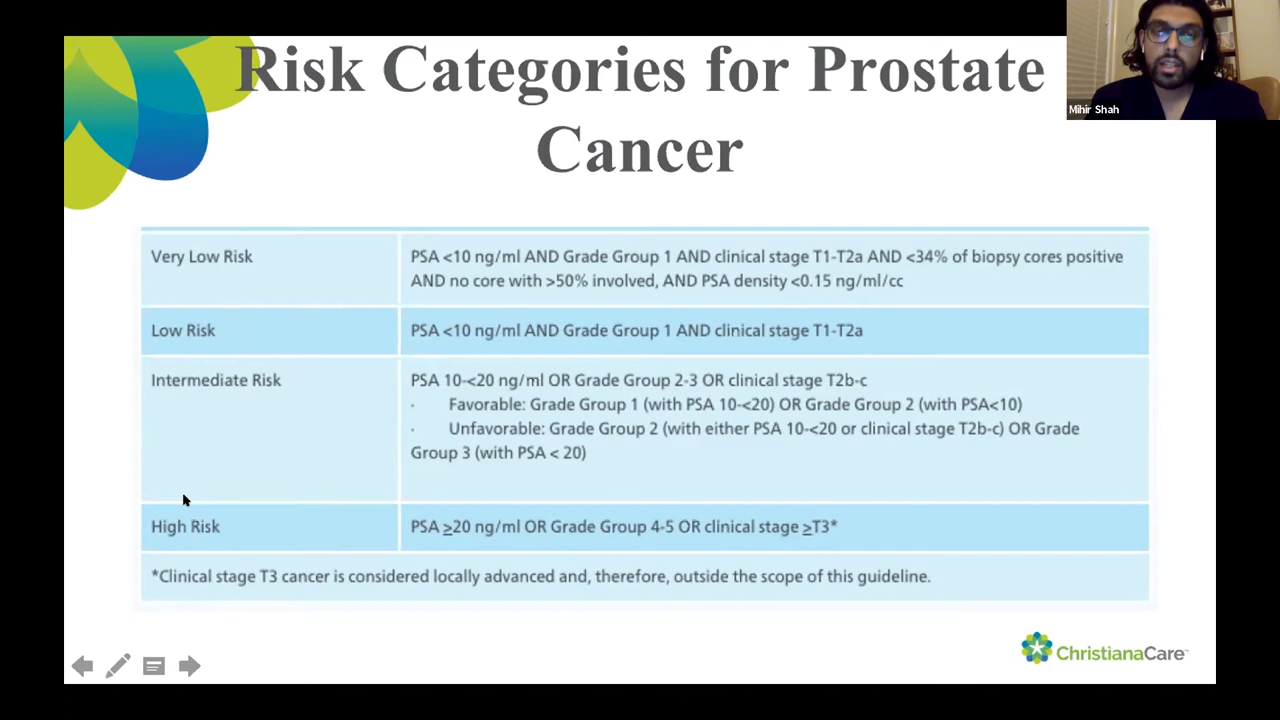 Risk Categories for Prostate
Cancer
Mihir Shah
Very Low Risk
PSA <10 ng/ml AND Grade Group 1 AND clinical stage T1-T2a AND <34% of biopsy cores positive
AND no core with >50% involved, AND PSA density <0.15 ng/ml/cc
Low Risk
PSA <10 ng/ml AND Grade Group 1 AND clinical stage T1-T2a
Intermediate Risk
PSA 10-<20 ng/ml OR Grade Group 2-3 OR clinical stage T2b-c
· Favorable: Grade Group 1 (with PSA 10-<20) OR Grade Group 2 (with PSA<10)
· Unfavorable: Grade Group 2 (with either PSA 10-<20 or clinical stage T2b-c) OR Grade
Group 3 (with PSA < 20)
High Risk
PSA ≥20 ng/ml OR Grade Group 4-5 OR clinical stage ≥T3*
*Clinical stage T3 cancer is considered locally advanced and, therefore, outside the scope of this guideline.
ChristianaCare™